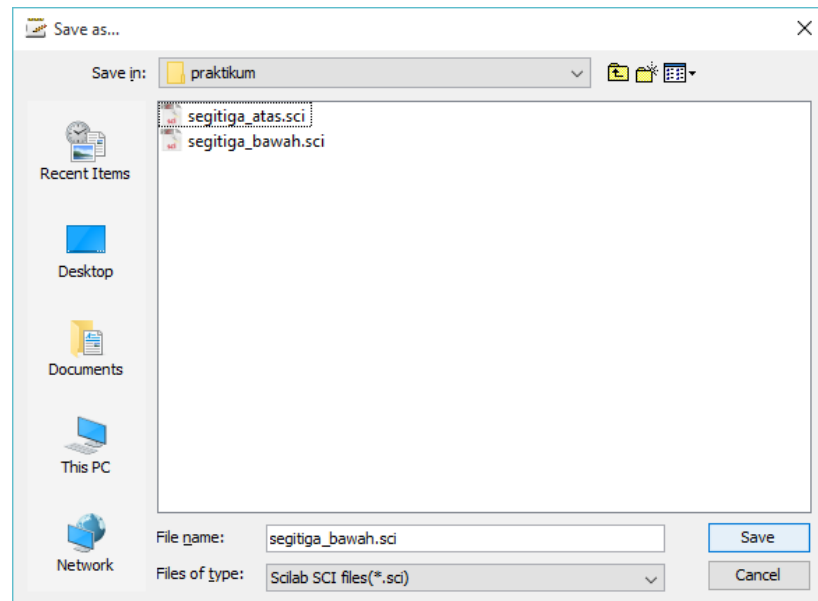 Save as...
Save in: praktikum
segitiga_atas.sci
segitiga_bawah.sci
Recent Items
Desktop
Documents
This PC
Network
File name: segitiga_bawah.sci Save
Files of type: Scilab SCI files(*.sci) Cancel